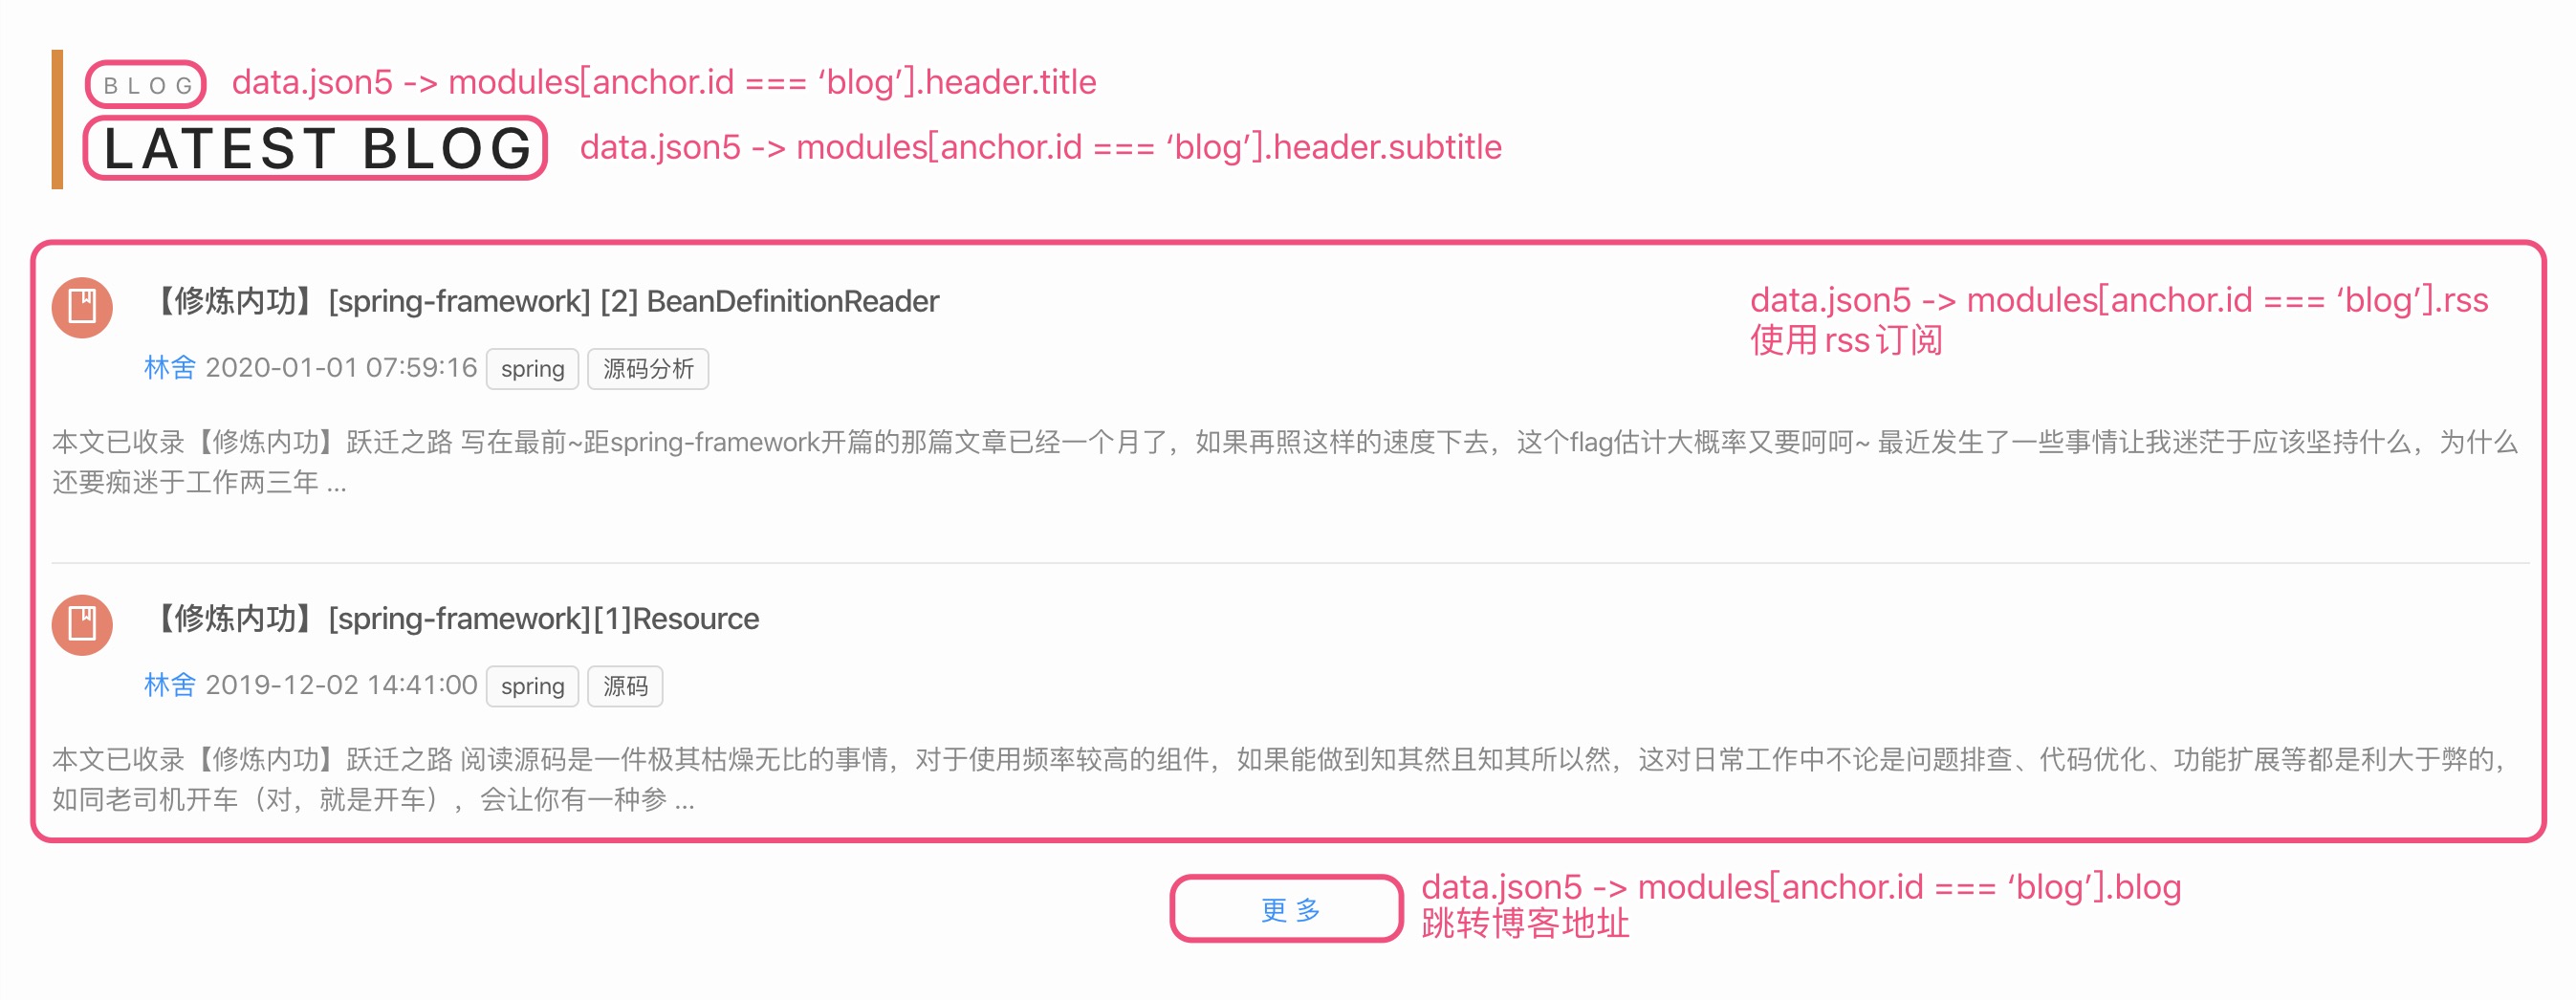 BLOG data.json5 -> modules[anchor.id === ‘blog’].header.title
LATEST BLOG data.json5 -> modules[anchor.id === ‘blog’].header.subtitle
【修炼内功】[spring-framework] [2] BeanDefinitionReader
data.json5 -> modules[anchor.id === ‘blog’].rss
使用rss订阅
林舍 2020-01-01 07:59:16 spring 源码分析
本文已收录【修炼内功】跃迁之路 写在最前~距spring-framework开篇的那篇文章已经一个月了，如果再照这样的速度下去，这个flag估计大概率又要呵呵~ 最近发生了一些事情让我迷茫于应该坚持什么，为什么
还要痴迷于工作两三年 ...
【修炼内功】[spring-framework][1]Resource
林舍 2019-12-02 14:41:00 spring 源码
本文已收录【修炼内功】跃迁之路 阅读源码是一件极其枯燥无比的事情，对于使用频率较高的组件，如果能做到知其然且知其所以然，这对日常工作中不论是问题排查、代码优化、功能扩展等都是利大于弊的，
如同老司机开车（对，就是开车），会让你有一种参 ...
更多
data.json5 -> modules[anchor.id === ‘blog’].blog
跳转博客地址